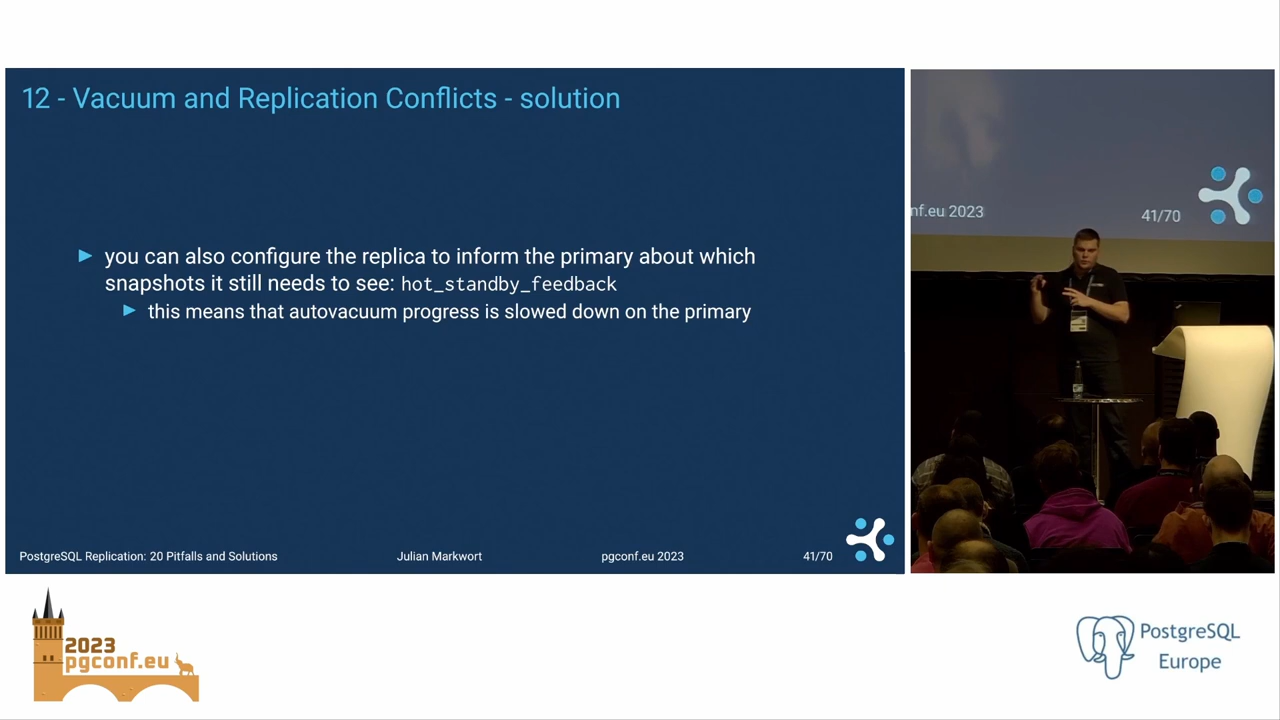 12 - Vacuum and Replication Conflicts - solution
you can also configure the replica to inform the primary about which
snapshots it still needs to see: hot_standby_feedback
this means that autovacuum progress is slowed down on the primary
PostgreSQL Replication: 20 Pitfalls and Solutions
Julian Markwort
pgconf.eu 2023
41/70
nf.eu 2023
41/70
2023
pgconf.eu
PostgreSQL
Europe